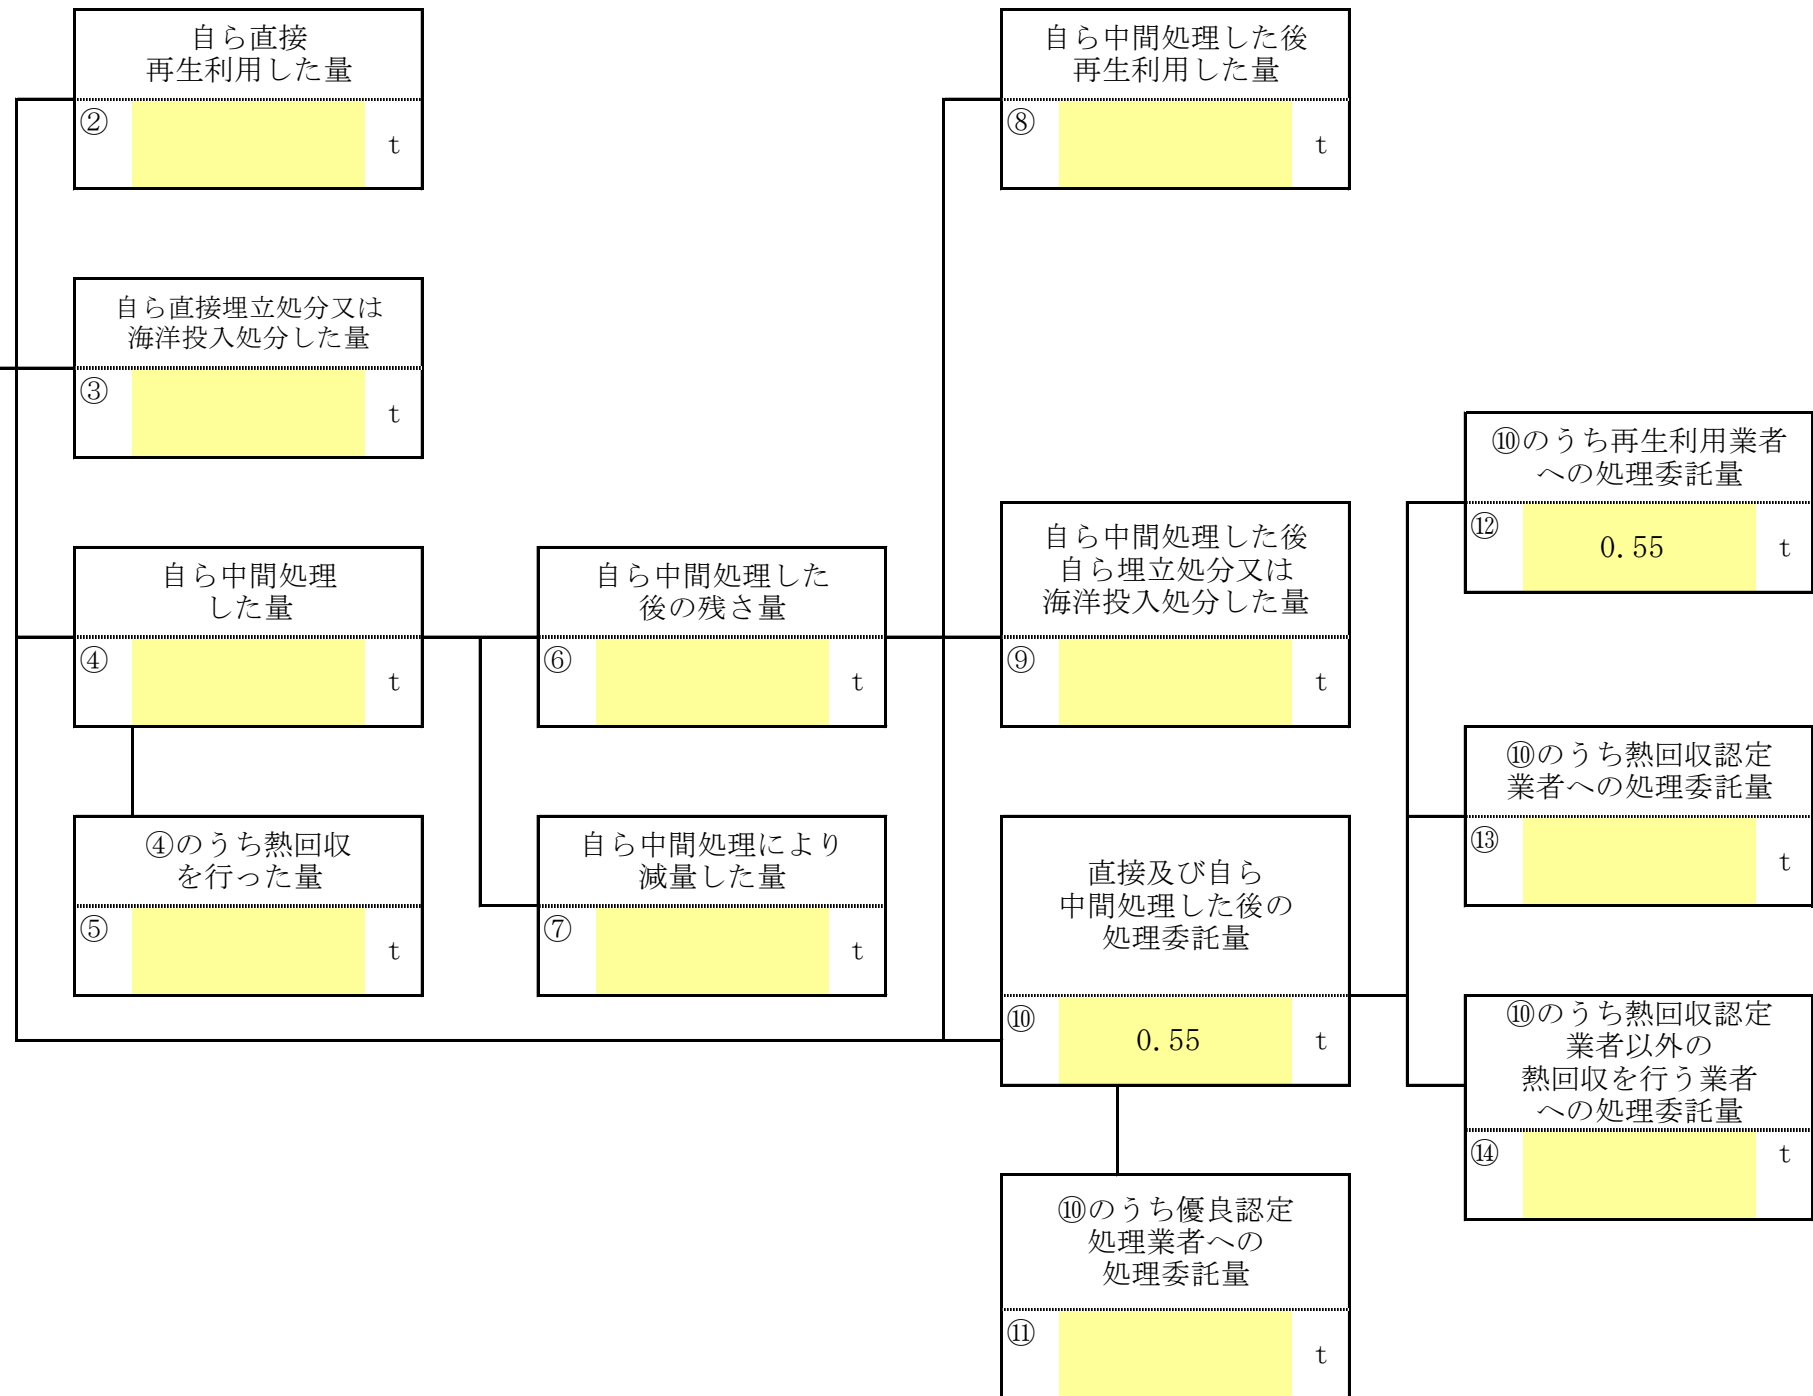 自ら直接
再生利用した量
②
t
自ら中間処理した後
再生利用した量
⑧
t
自ら直接埋立処分又は
海洋投入処分した量
③
t
⑩のうち再生利用業者
への処理委託量
⑫
0.55
t
自ら中間処理
した量
④
t
自ら中間処理した
後の残さ量
⑥
t
自ら中間処理した後
自ら埋立処分又は
海洋投入処分した量
⑨
t
⑩のうち熱回収認定
業者への処理委託量
⑬
t
④のうち熱回収
を行った量
⑤
t
自ら中間処理により
減量した量
⑦
t
直接及び自ら
中間処理した後の
処理委託量
⑩
0.55
t
⑩のうち熱回収認定
業者以外の
熱回収を行う業者
への処理委託量
⑭
t
⑩のうち優良認定
処理業者への
処理委託量
⑪
t